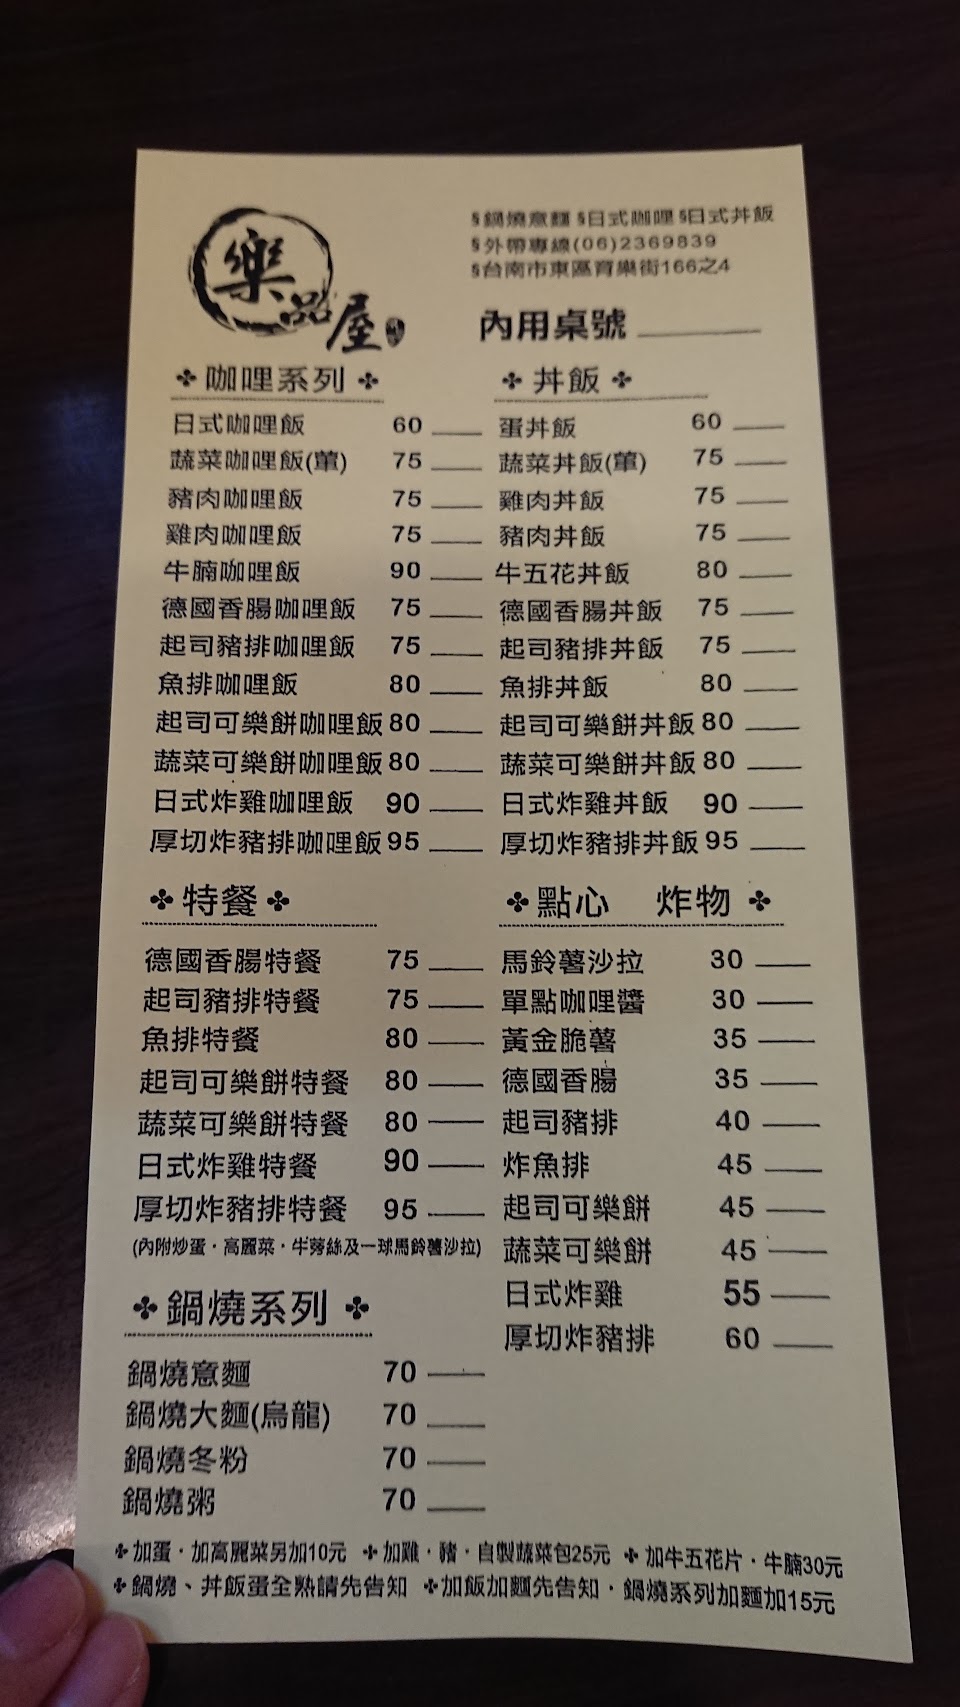 樂品屋
§鍋燒意麵 §日式咖哩 §日式丼飯
§外帶專線(06)2369839
§台南市東區育樂街166之4
內用桌號
✤ 咖哩系列 ✤
日式咖哩飯 60
蔬菜咖哩飯(葷) 75
豬肉咖哩飯 75
雞肉咖哩飯 75
牛腩咖哩飯 90
德國香腸咖哩飯 75
起司豬排咖哩飯 75
魚排咖哩飯 80
起司可樂餅咖哩飯 80
蔬菜可樂餅咖哩飯 80
日式炸雞咖哩飯 90
厚切炸豬排咖哩飯 95
✤ 丼飯 ✤
蛋丼飯 60
蔬菜丼飯(葷) 75
雞肉丼飯 75
豬肉丼飯 75
牛五花丼飯 80
德國香腸丼飯 75
起司豬排丼飯 75
魚排丼飯 80
起司可樂餅丼飯 80
蔬菜可樂餅丼飯 80
日式炸雞丼飯 90
厚切炸豬排丼飯 95
✤ 特餐 ✤
德國香腸特餐 75
起司豬排特餐 75
魚排特餐 80
起司可樂餅特餐 80
蔬菜可樂餅特餐 80
日式炸雞特餐 90
厚切炸豬排特餐 95
(內附炒蛋・高麗菜・牛蒡絲及一球馬鈴薯沙拉)
✤ 點心 炸物 ✤
馬鈴薯沙拉 30
單點咖哩醬 30
黃金脆薯 35
德國香腸 35
起司豬排 40
炸魚排 45
起司可樂餅 45
蔬菜可樂餅 45
日式炸雞 55
厚切炸豬排 60
✤ 鍋燒系列 ✤
鍋燒意麵 70
鍋燒大麵(烏龍) 70
鍋燒冬粉 70
鍋燒粥 70
✤ 加蛋・加高麗菜另加10元 ✤ 加雞・豬・自製蔬菜包25元 ✤ 加牛五花片・牛腩30元
✤ 鍋燒、丼飯蛋全熟請先告知 ✤ 加飯加麵先告知・鍋燒系列加麵加15元